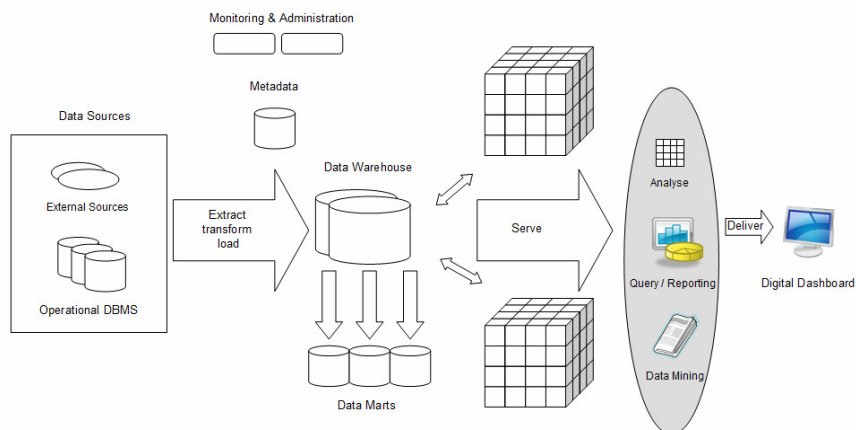 Monitoring & Administration
Metadata
Data Sources
External Sources
Operational DBMS
Extract
transform
load
Data Warehouse
Data Marts
Serve
Analyse
Query / Reporting
Data Mining
Deliver
Digital Dashboard